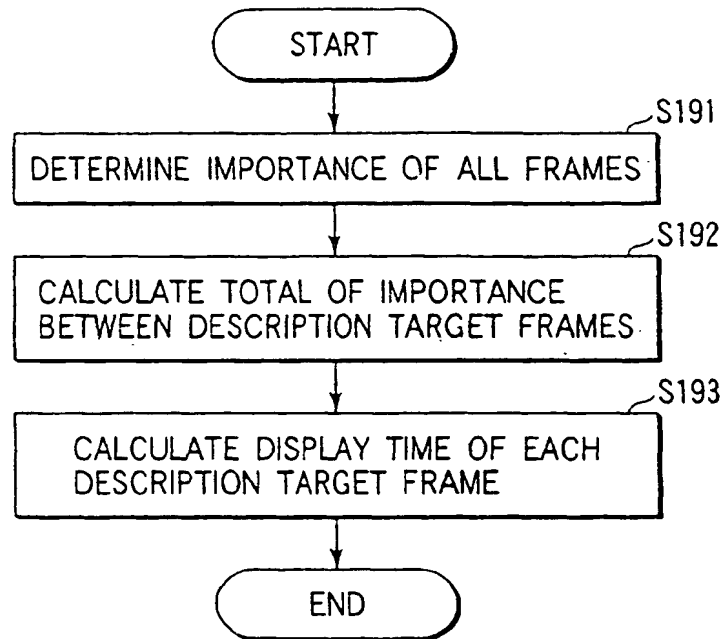 START
S191
DETERMINE IMPORTANCE OF ALL FRAMES
S192
CALCULATE TOTAL OF IMPORTANCE
BETWEEN DESCRIPTION TARGET FRAMES
S193
CALCULATE DISPLAY TIME OF EACH
DESCRIPTION TARGET FRAME
END